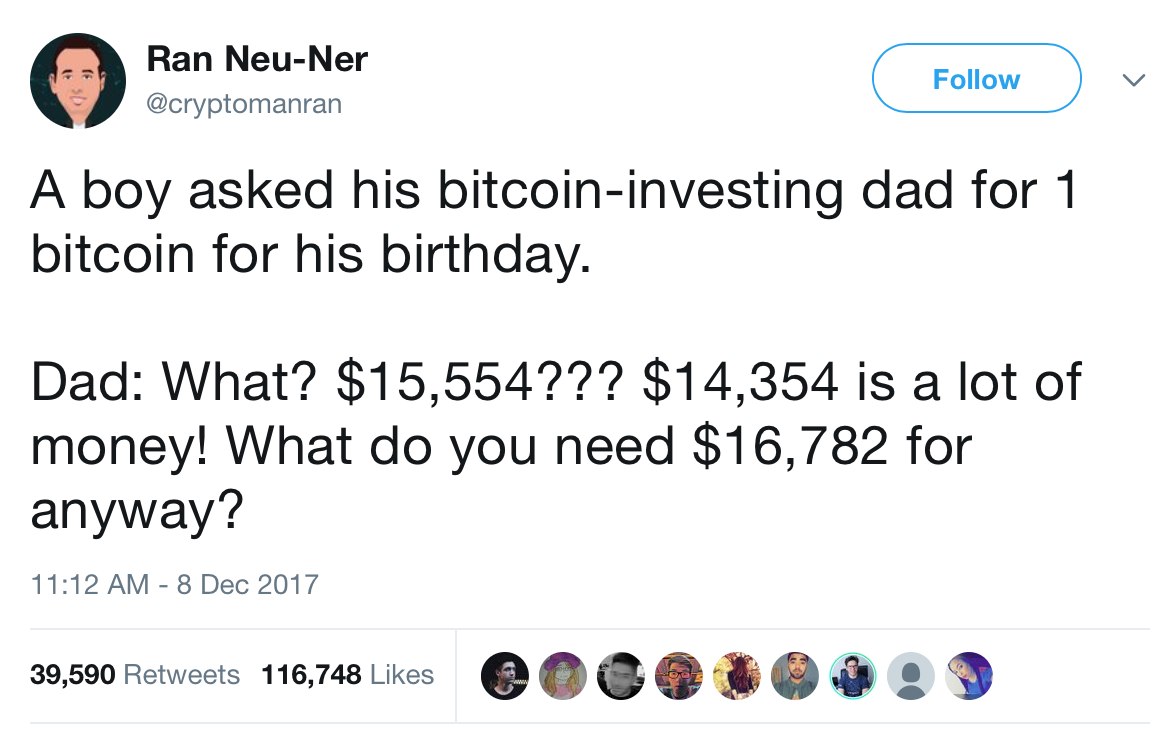 Ran Neu-Ner
@cryptomanran
Follow
A boy asked his bitcoin-investing dad for 1
bitcoin for his birthday.
Dad: What? $15,554??? $14,354 is a lot of
money! What do you need $16,782 for
anyway?
11:12 AM - 8 Dec 2017
39,590 Retweets 116,748 Likes